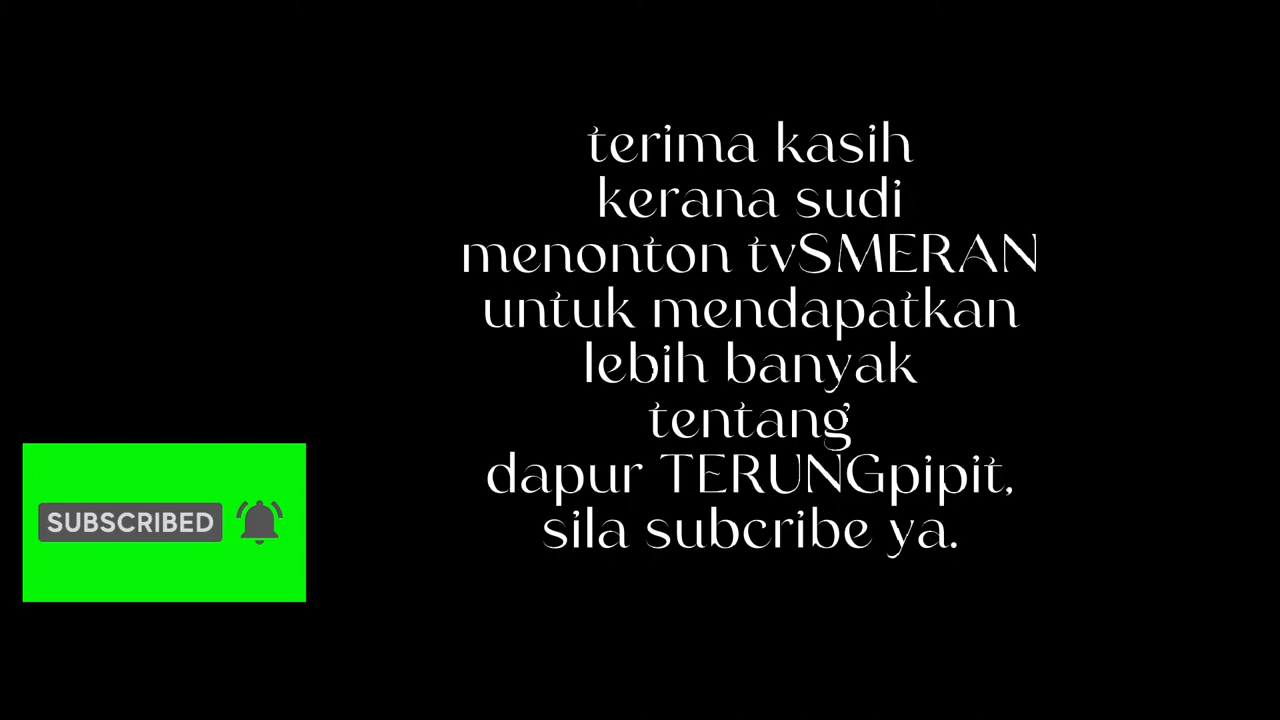 terima kasih
kerana sudi
menonton tvSMERAN
untuk mendapatkan
lebih banyak
tentang
dapur TERUNGpipit,
sila subcribe ya.
SUBSCRIBED